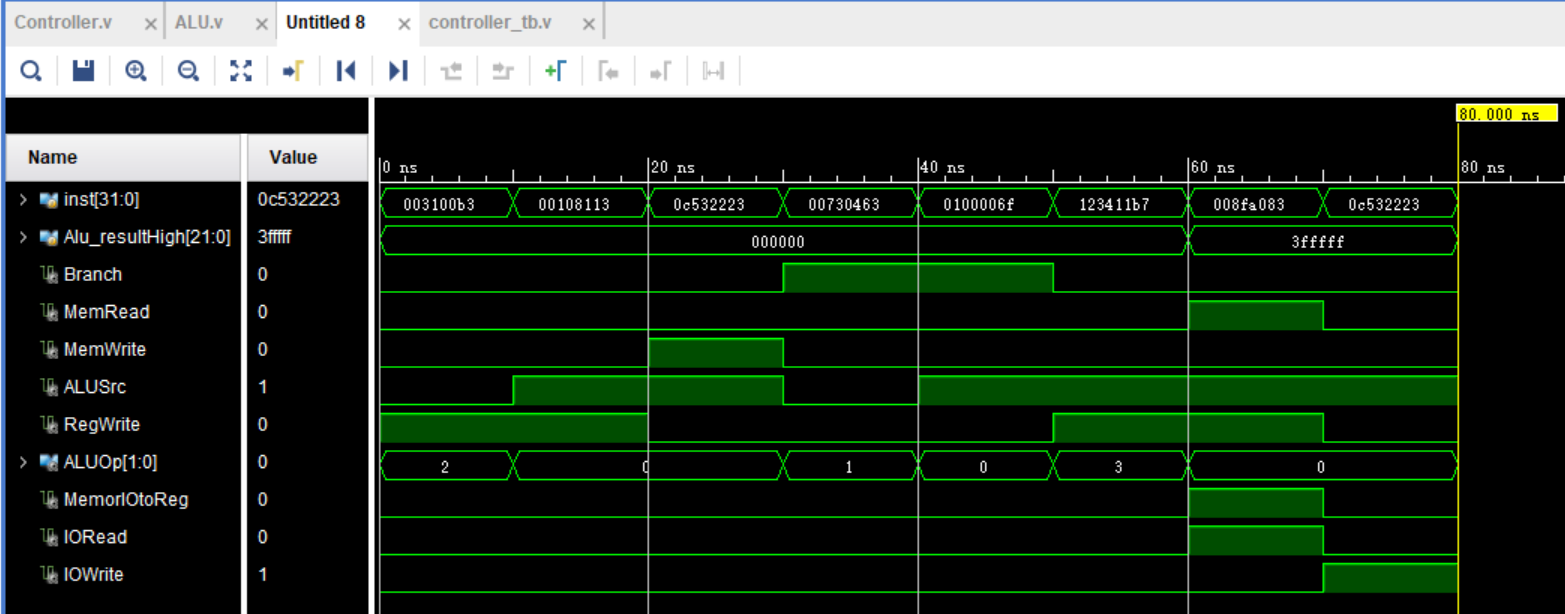 Controller.v × ALU.v × Untitled 8 × controller_tb.v ×
80.000 ns
Name Value
0 ns 20 ns 40 ns 60 ns 80 ns
inst[31:0] 0c532223 003100b3 00108113 0c532223 00730463 0100006f 123411b7 008fa083 0c532223
Alu_resultHigh[21:0] 3fffff 000000 3fffff
Branch 0
MemRead 0
MemWrite 0
ALUSrc 1
RegWrite 0
ALUOp[1:0] 0 2 0 1 0 3 0
MemorIOtoReg 0
IORead 0
IOWrite 1